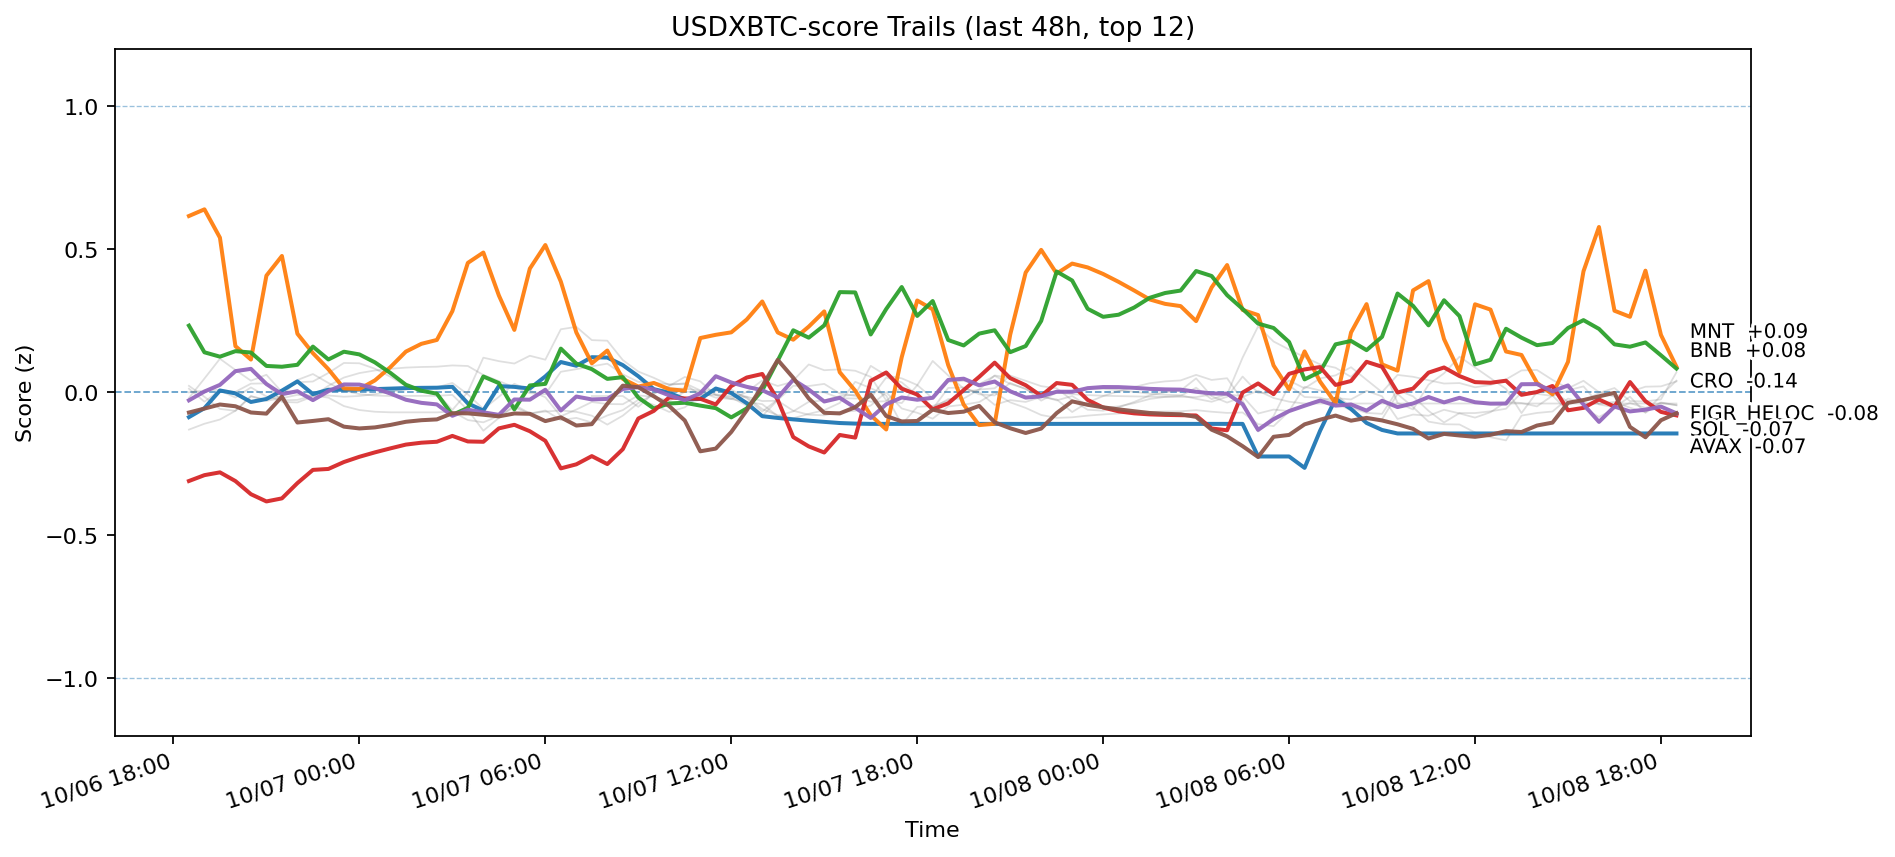 USDXBTC-score Trails (last 48h, top 12)
1.0
0.5
0.0
−0.5
−1.0
Score (z)
MNT +0.09
BNB +0.08
CRO -0.14
FIGR_HELOC -0.08
SOL -0.07
AVAX -0.07
10/06 18:00
10/07 00:00
10/07 06:00
10/07 12:00
10/07 18:00
10/08 00:00
10/08 06:00
10/08 12:00
10/08 18:00
Time